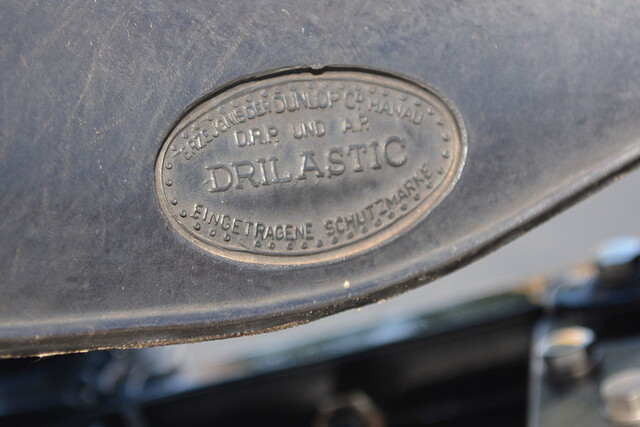 ERZEUGNIS DER DUNLOP Co HANAU
D.R.P. UND A.P.
DRILASTIC
EINGETRAGENE SCHUTZMARKE